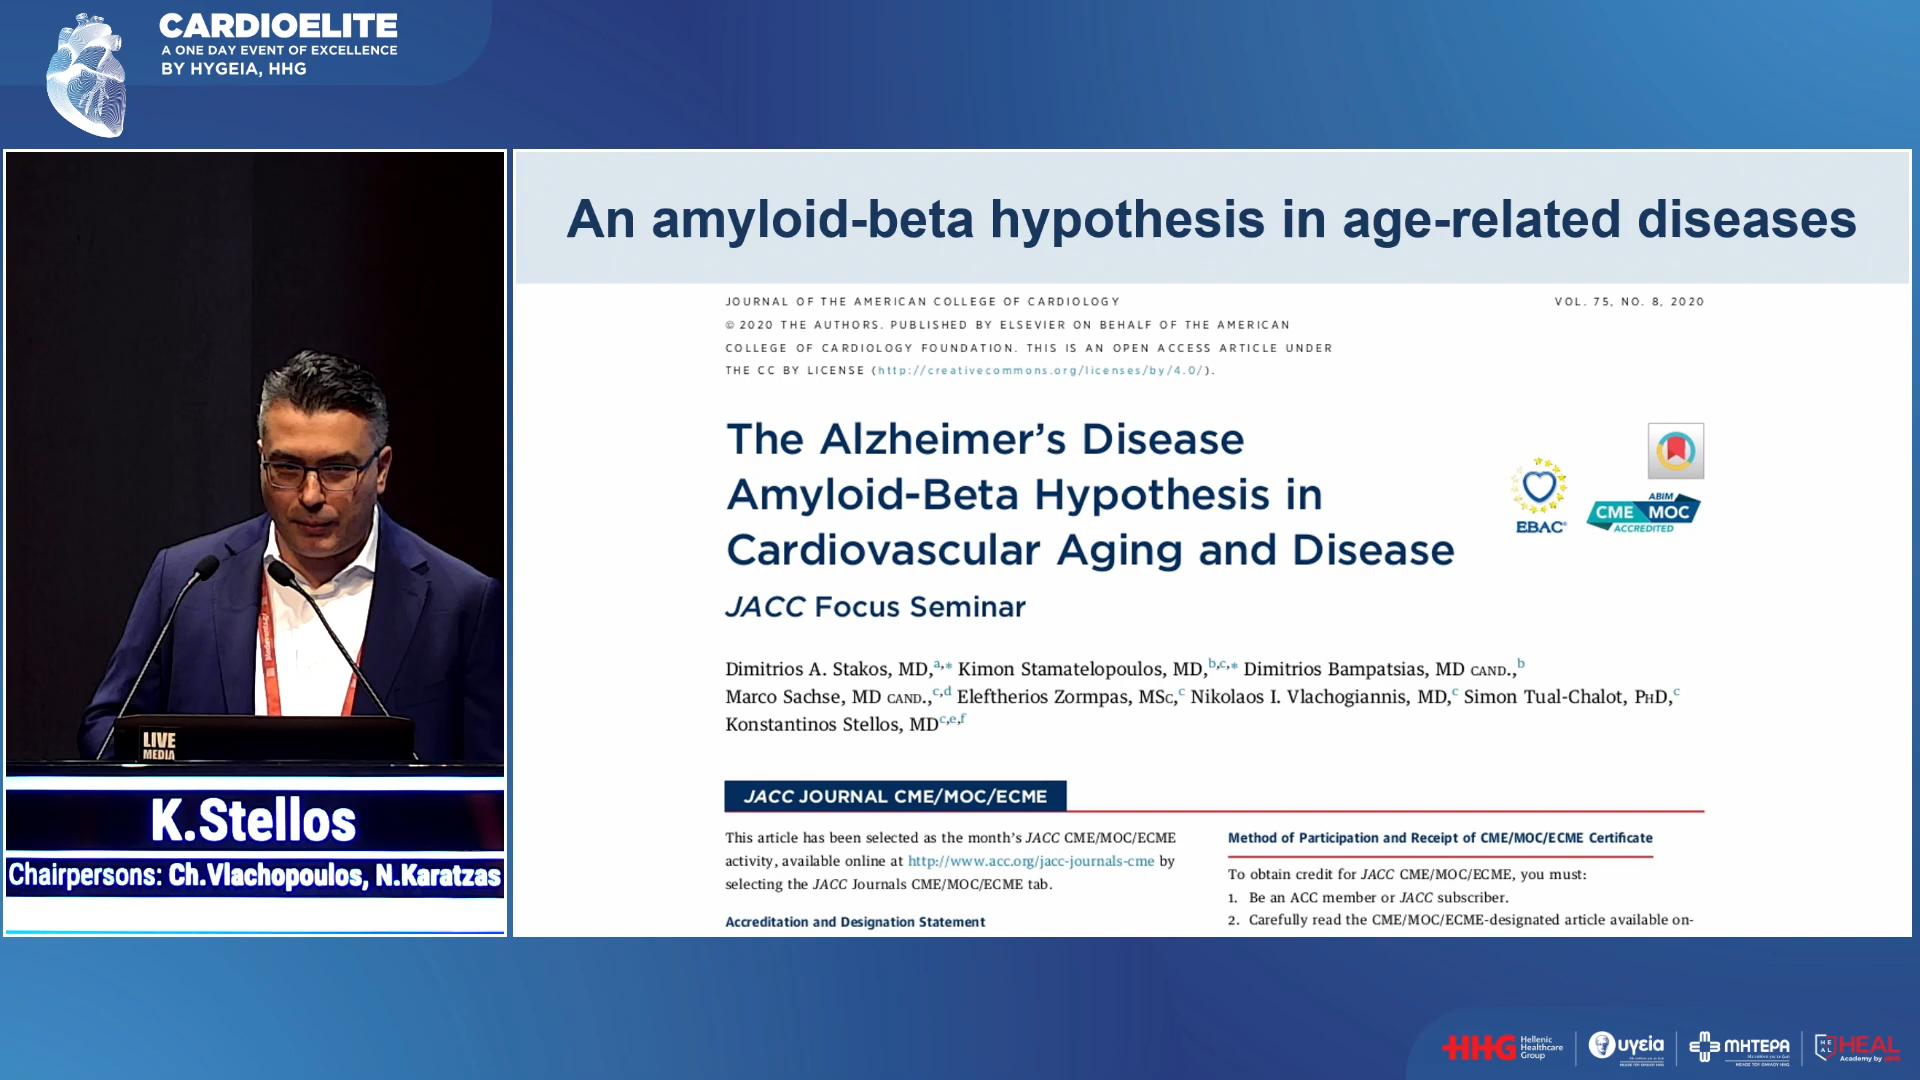 CARDIOELITE
A ONE DAY EVENT OF EXCELLENCE
BY HYGEIA, HHG
LIVE
MEDIA
K.Stellos
Chairpersons: Ch.Vlachopoulos, N.Karatzas
An amyloid-beta hypothesis in age-related diseases
JOURNAL OF THE AMERICAN COLLEGE OF CARDIOLOGY
VOL. 75, NO. 8, 2020
© 2020 THE AUTHORS. PUBLISHED BY ELSEVIER ON BEHALF OF THE AMERICAN
COLLEGE OF CARDIOLOGY FOUNDATION. THIS IS AN OPEN ACCESS ARTICLE UNDER
THE CC BY LICENSE (http://creativecommons.org/licenses/by/4.0/).
The Alzheimer's Disease
Amyloid-Beta Hypothesis in
Cardiovascular Aging and Disease
JACC Focus Seminar
EBAC®
ABIM
CME MOC
ACCREDITED
Dimitrios A. Stakos, MD,a,* Kimon Stamatelopoulos, MD,b,c,* Dimitrios Bampatsias, MD CAND.,b
Marco Sachse, MD CAND.,c,d Eleftherios Zormpas, MSc,c Nikolaos I. Vlachogiannis, MD,c Simon Tual-Chalot, PhD,c
Konstantinos Stellos, MDc,e,f
JACC JOURNAL CME/MOC/ECME
This article has been selected as the month's JACC CME/MOC/ECME
activity, available online at http://www.acc.org/jacc-journals-cme by
selecting the JACC Journals CME/MOC/ECME tab.
Accreditation and Designation Statement
Method of Participation and Receipt of CME/MOC/ECME Certificate
To obtain credit for JACC CME/MOC/ECME, you must:
1. Be an ACC member or JACC subscriber.
2. Carefully read the CME/MOC/ECME-designated article available on-
HHG
Hellenic
Healthcare
Group
υγεία
ΜΗΤΕΡΑ
HEAL
Academy by